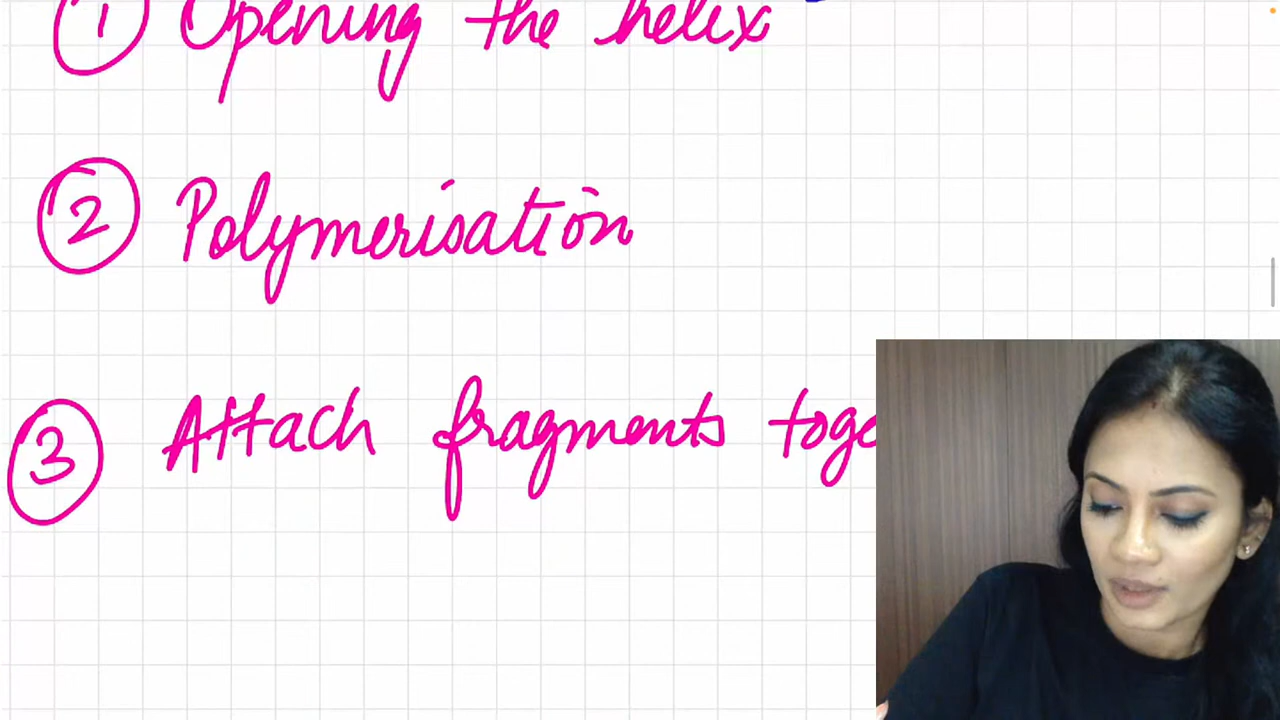 1 Opening the helix
2 Polymerisation
3 Attach fragments toge